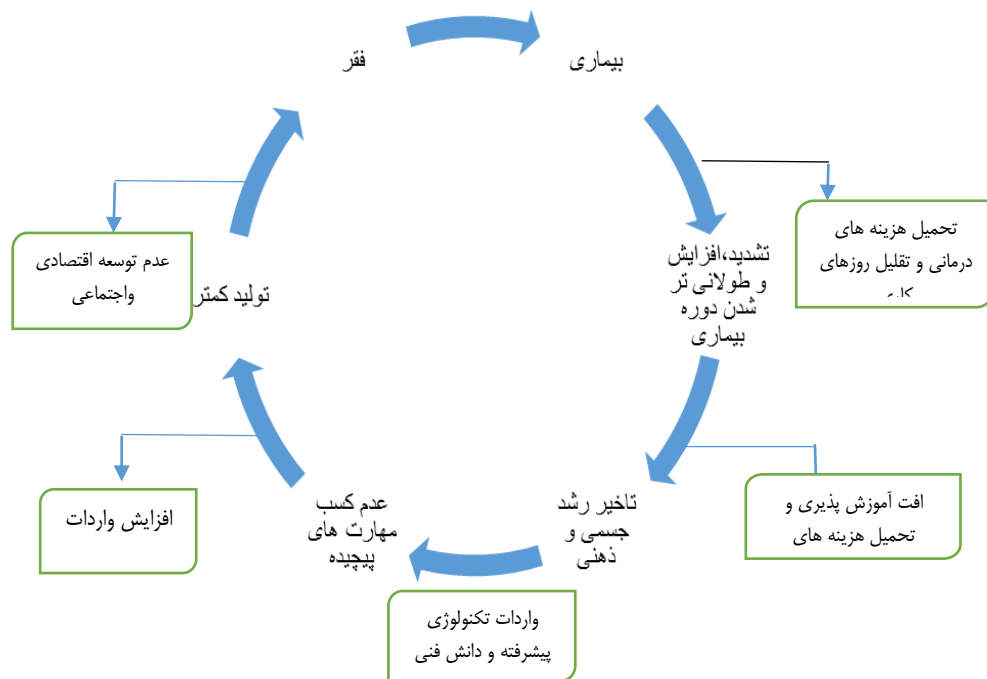 فقر
بیماری
تحمیل هزینه های
درمانی و تقلیل روزهای
کاری
تشدید،افزایش
و طولانی تر
شدن دوره
بیماری
افت آموزش پذیری و
تحمیل هزینه های
تاخیر رشد
جسمی و
ذهنی
واردات تکنولوژی
پیشرفته و دانش فنی
عدم کسب
مهارت های
پیچیده
افزایش واردات
تولید کمتر
عدم توسعه اقتصادی
واجتماعی